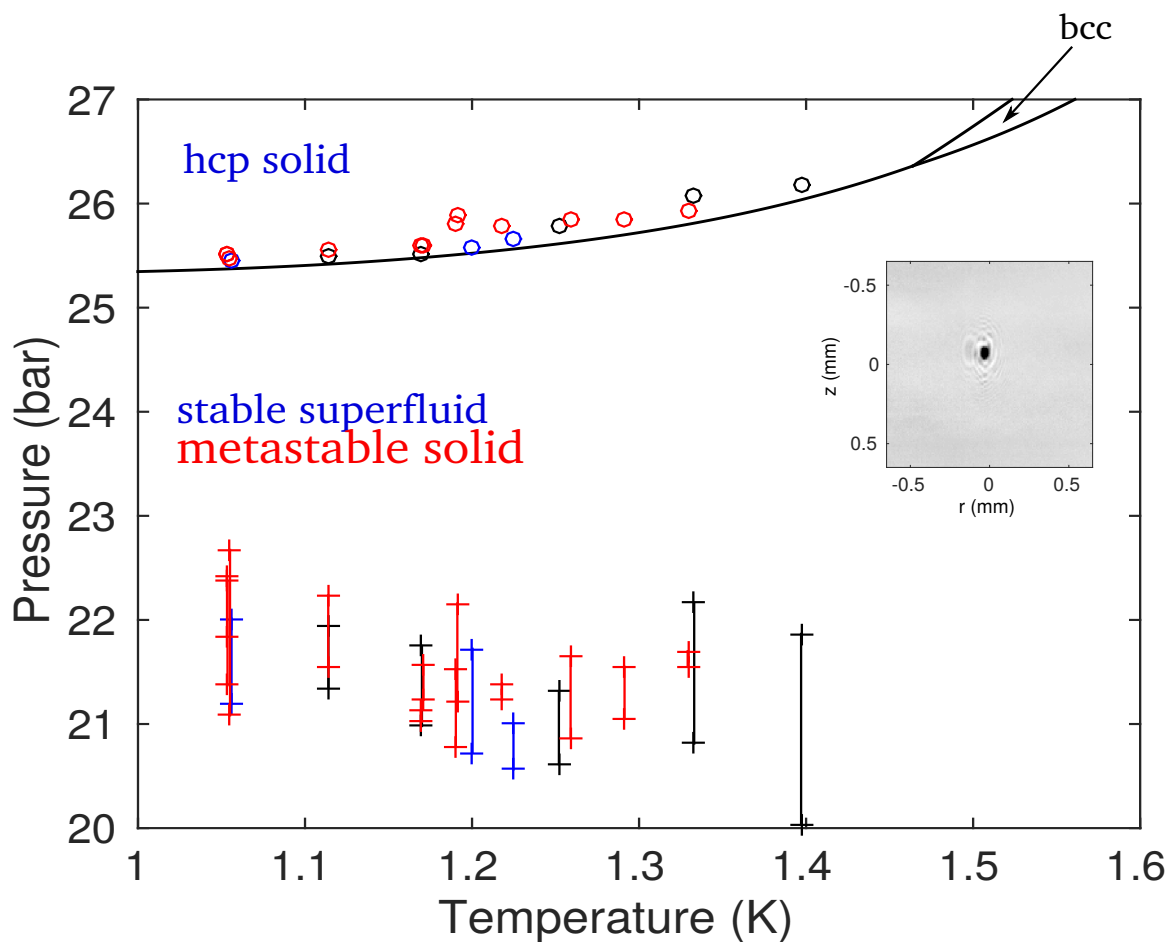 bcc
27
hcp solid
26
25
24
23
22
21
20
Pressure (bar)
stable superfluid
metastable solid
-0.5
0
0.5
z (mm)
-0.5 0 0.5
r (mm)
1 1.1 1.2 1.3 1.4 1.5 1.6
Temperature (K)